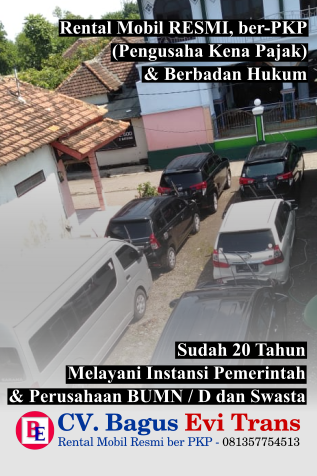 Rental Mobil RESMI, ber-PKP
(Pengusaha Kena Pajak)
& Berbadan Hukum
Sudah 20 Tahun
Melayani Instansi Pemerintah
& Perusahaan BUMN / D dan Swasta
BE CV. Bagus Evi Trans
Rental Mobil Resmi ber PKP - 081357754513